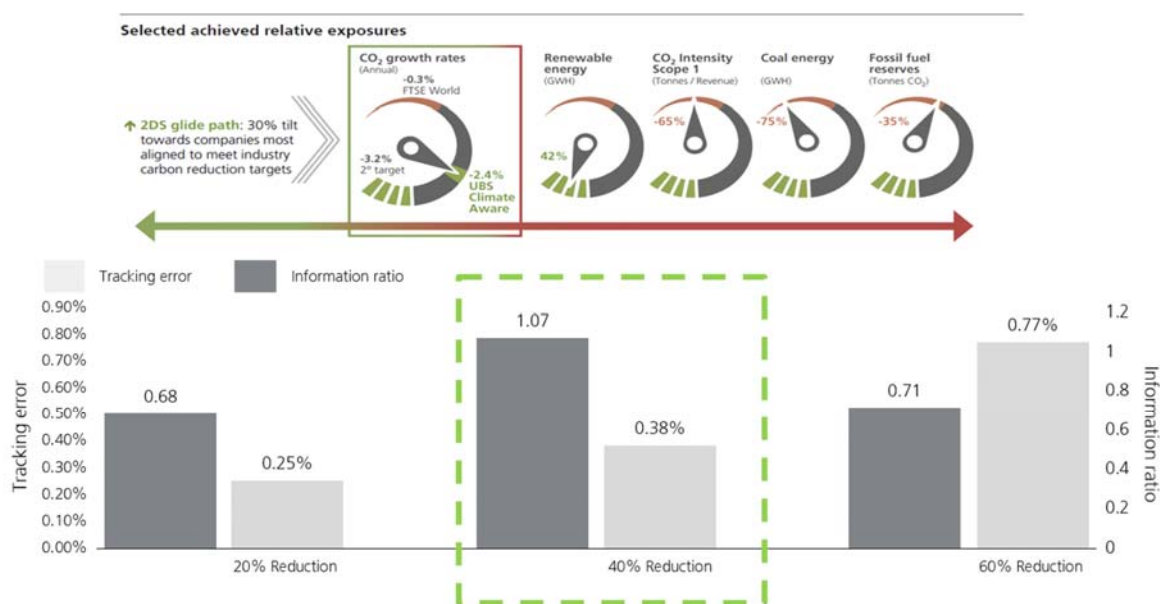 Selected achieved relative exposures
↑ 2DS glide path: 30% tilt
towards companies most
aligned to meet industry
carbon reduction targets
CO₂ growth rates
(Annual)
-0.3%
FTSE World
-3.2%
2° target
-2.4%
UBS
Climate
Aware
Renewable
energy
(GWH)
42%
CO₂ Intensity
Scope 1
(Tonnes / Revenue)
-65%
Coal energy
(GWH)
-75%
Fossil fuel
reserves
(Tonnes CO₂)
-35%
Tracking error
Information ratio
Tracking error
0.90%
0.80%
0.70%
0.60%
0.50%
0.40%
0.30%
0.20%
0.10%
0.00%
0.68
0.25%
1.07
0.38%
0.71
0.77%
20% Reduction
40% Reduction
60% Reduction
1.2
1
0.8
0.6
0.4
0.2
0
Information ratio